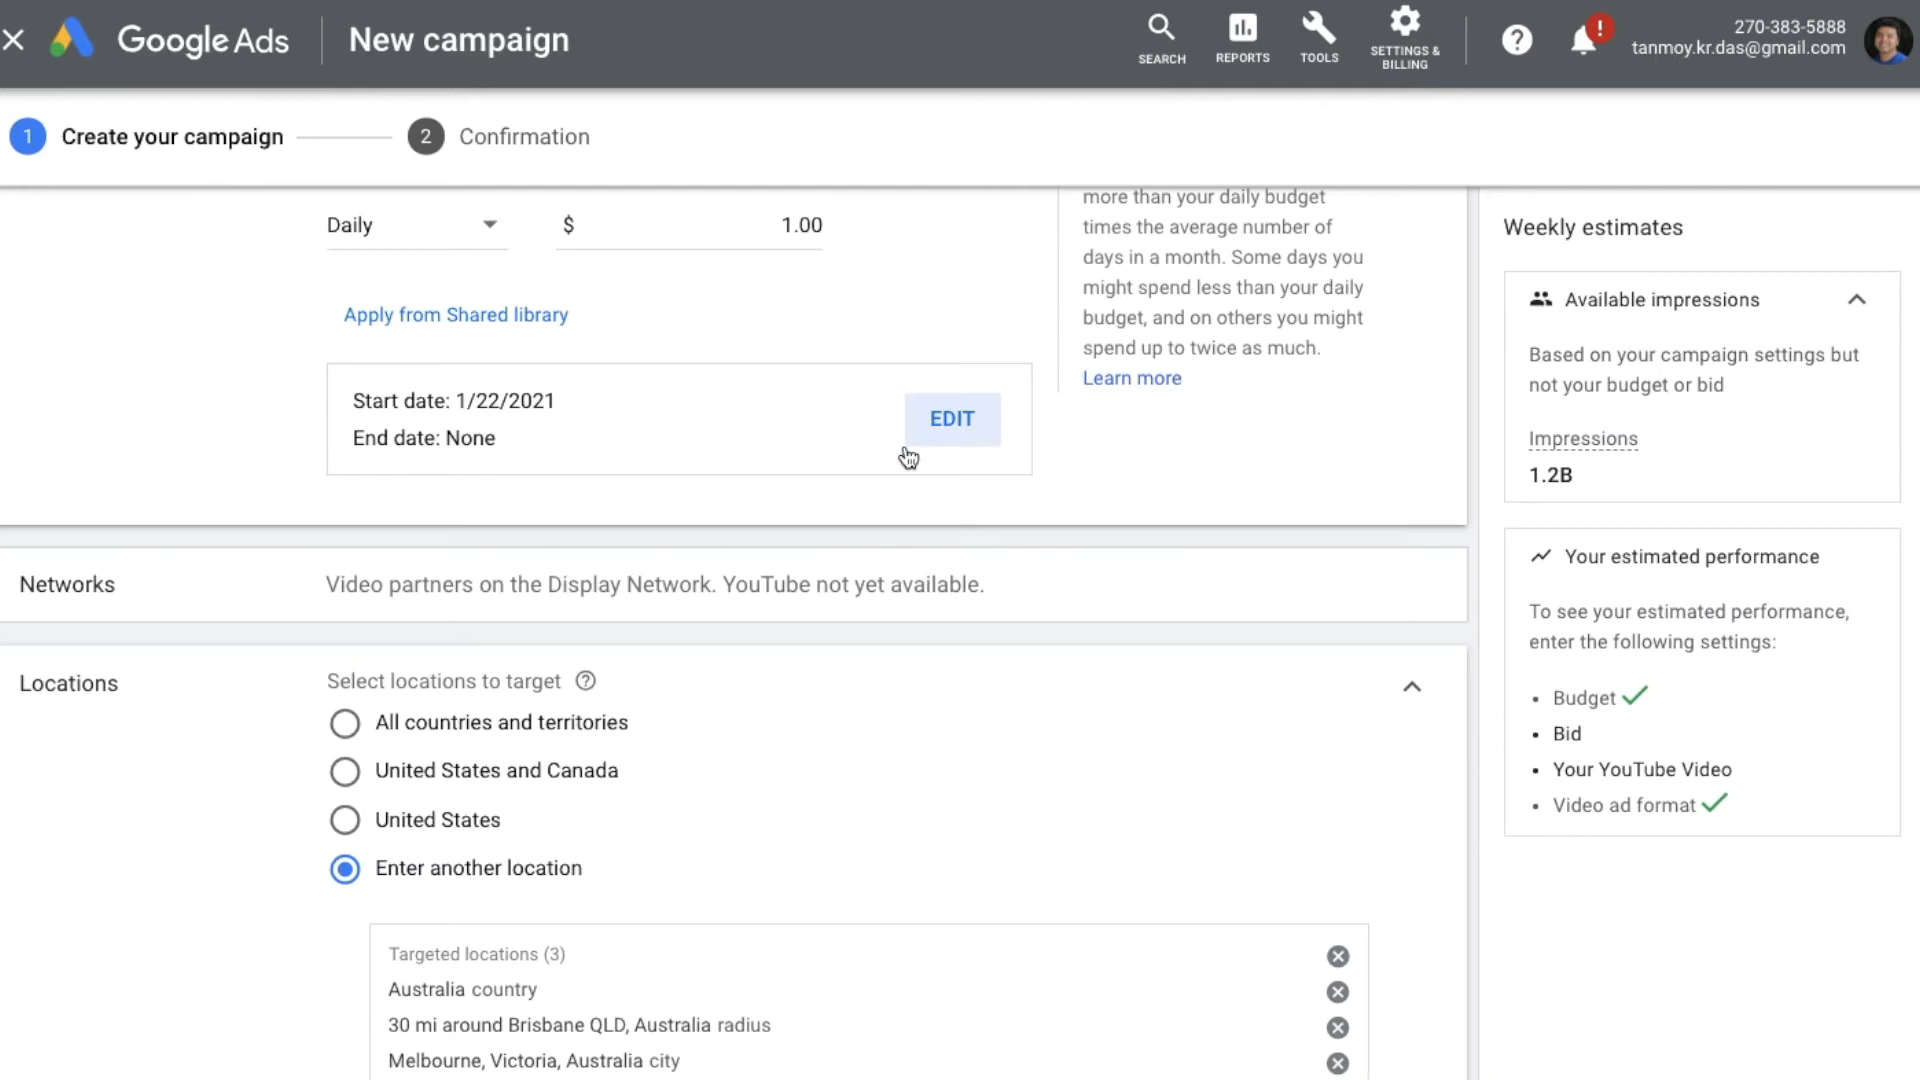 Google Ads
New campaign
SEARCH
REPORTS
TOOLS
SETTINGS &
BILLING
?
!
270-383-5888
tanmoy.kr.das@gmail.com
1 Create your campaign
2 Confirmation
Daily
$ 1.00
Apply from Shared library
Start date: 1/22/2021
End date: None
EDIT
more than your daily budget
times the average number of
days in a month. Some days you
might spend less than your daily
budget, and on others you might
spend up to twice as much.
Learn more
Networks
Video partners on the Display Network. YouTube not yet available.
Locations
Select locations to target ?
All countries and territories
United States and Canada
United States
Enter another location
Targeted locations (3)
Australia country
30 mi around Brisbane QLD, Australia radius
Melbourne, Victoria, Australia city
Weekly estimates
Available impressions
Based on your campaign settings but
not your budget or bid
Impressions
1.2B
Your estimated performance
To see your estimated performance,
enter the following settings:
• Budget
• Bid
• Your YouTube Video
• Video ad format